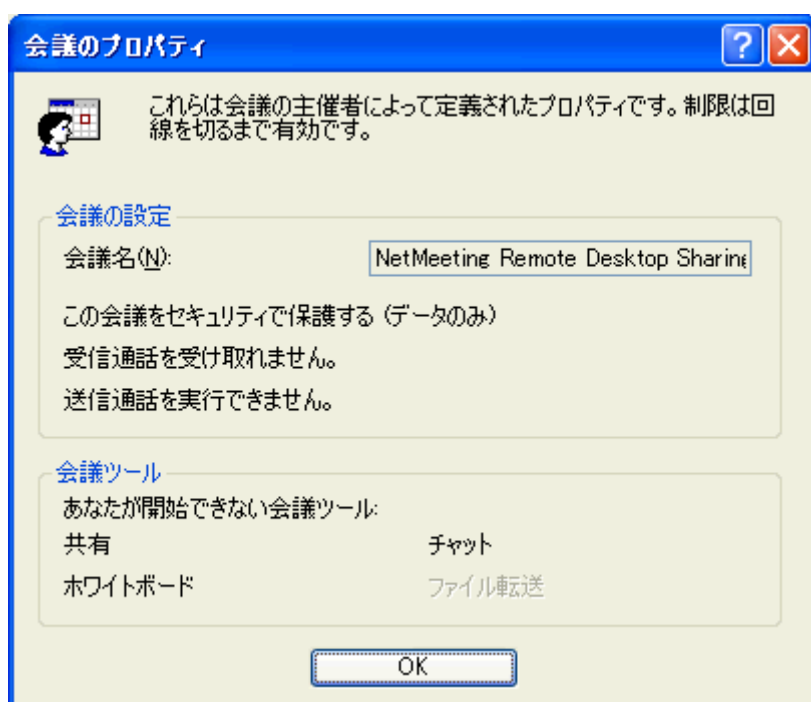 会議のプロパティ
これらは会議の主催者によって定義されたプロパティです。制限は回
線を切るまで有効です。
会議の設定
会議名(N): NetMeeting Remote Desktop Sharing
この会議をセキュリティで保護する (データのみ)
受信通話を受け取れません。
送信通話を実行できません。
会議ツール
あなたが開始できない会議ツール:
共有 チャット
ホワイトボード ファイル転送
OK